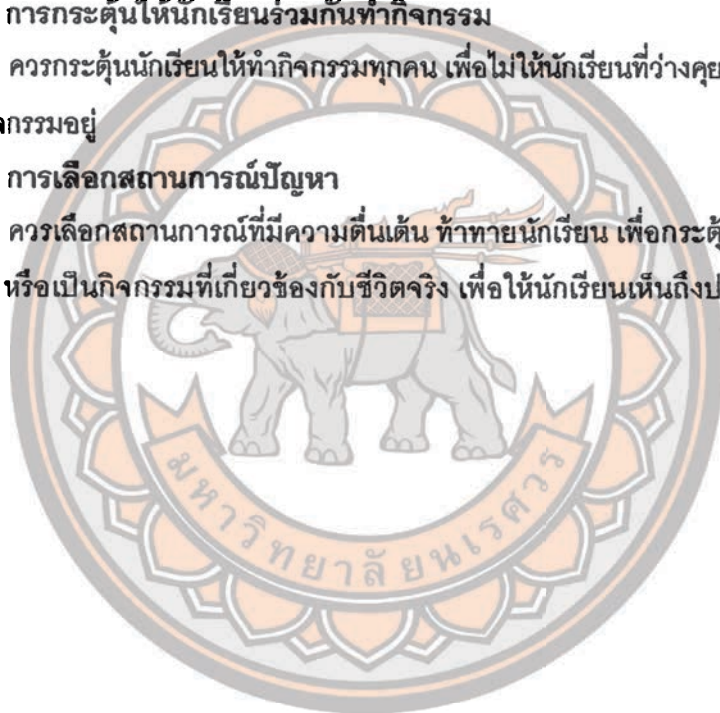 การกระตุ้นให้นักเรียนร่วมกันทำกิจกรรม
ควรกระตุ้นนักเรียนให้ทำกิจกรรมทุกคน เพื่อไม่ให้นักเรียนที่ว่างคุย
กรรมอยู่
การเลือกสถานการณ์ปัญหา
ควรเลือกสถานการณ์ที่มีความตื่นเต้น ท้าทายนักเรียน เพื่อกระตุ้
หรือเป็นกิจกรรมที่เกี่ยวข้องกับชีวิตจริง เพื่อให้นักเรียนเห็นถึงป
มหาวิทยาลัยนเรศวร